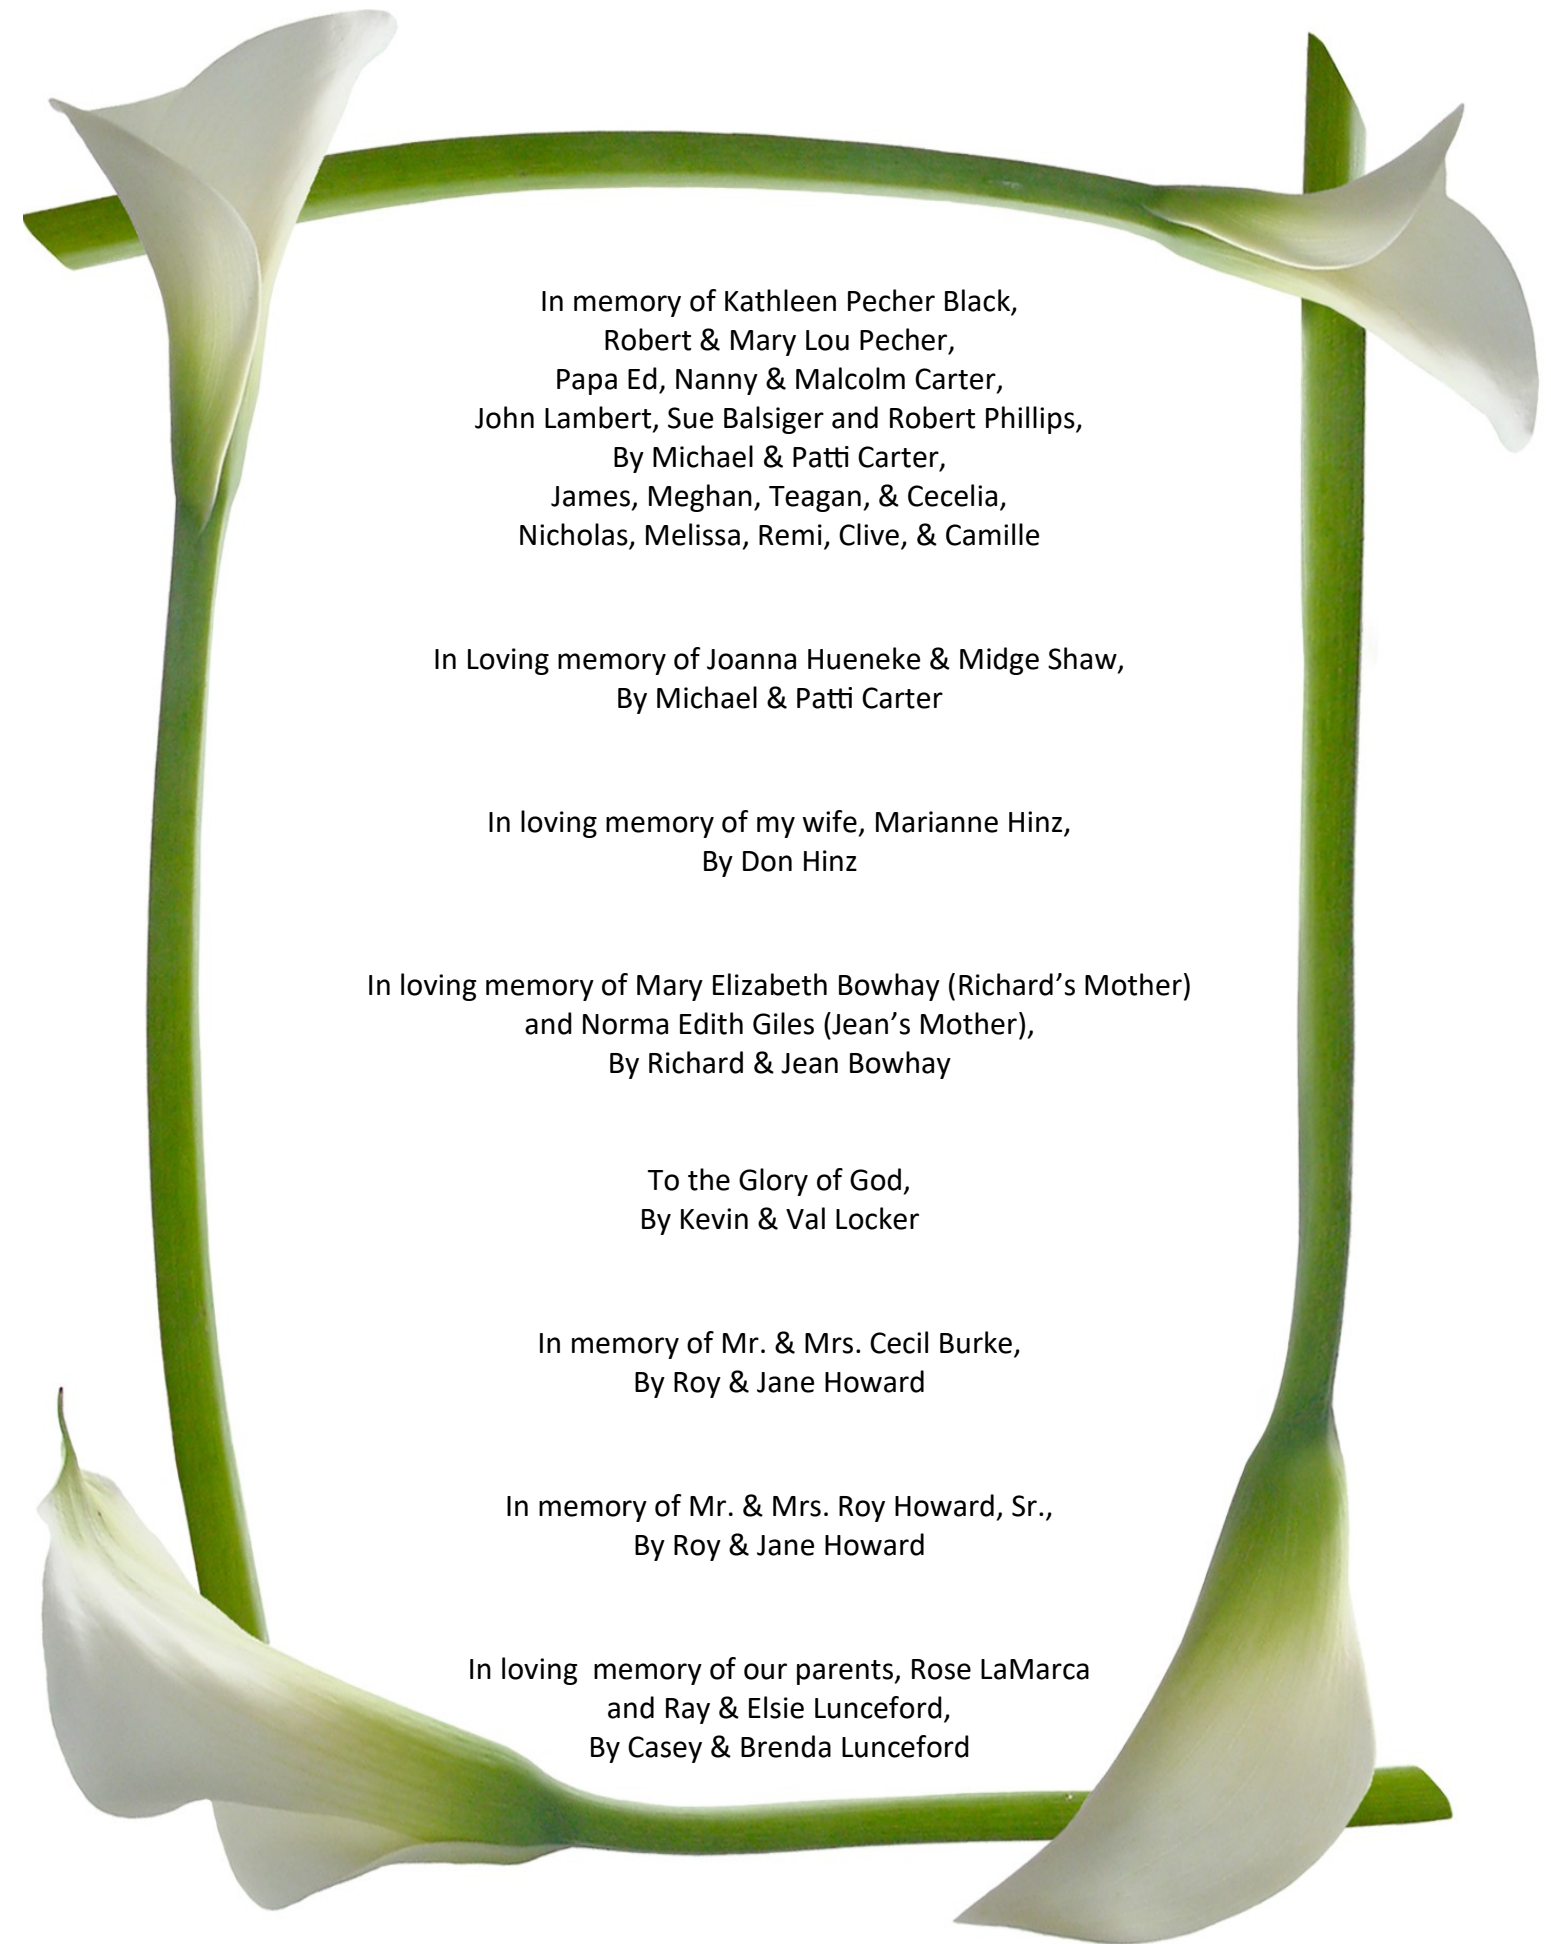 In memory of Kathleen Pecher Black,
Robert & Mary Lou Pecher,
Papa Ed, Nanny & Malcolm Carter,
John Lambert, Sue Balsiger and Robert Phillips,
By Michael & Patti Carter,
James, Meghan, Teagan, & Cecelia,
Nicholas, Melissa, Remi, Clive, & Camille
In Loving memory of Joanna Hueneke & Midge Shaw,
By Michael & Patti Carter
In loving memory of my wife, Marianne Hinz,
By Don Hinz
In loving memory of Mary Elizabeth Bowhay (Richard’s Mother)
and Norma Edith Giles (Jean’s Mother),
By Richard & Jean Bowhay
To the Glory of God,
By Kevin & Val Locker
In memory of Mr. & Mrs. Cecil Burke,
By Roy & Jane Howard
In memory of Mr. & Mrs. Roy Howard, Sr.,
By Roy & Jane Howard
In loving  memory of our parents, Rose LaMarca
and Ray & Elsie Lunceford,
By Casey & Brenda Lunceford